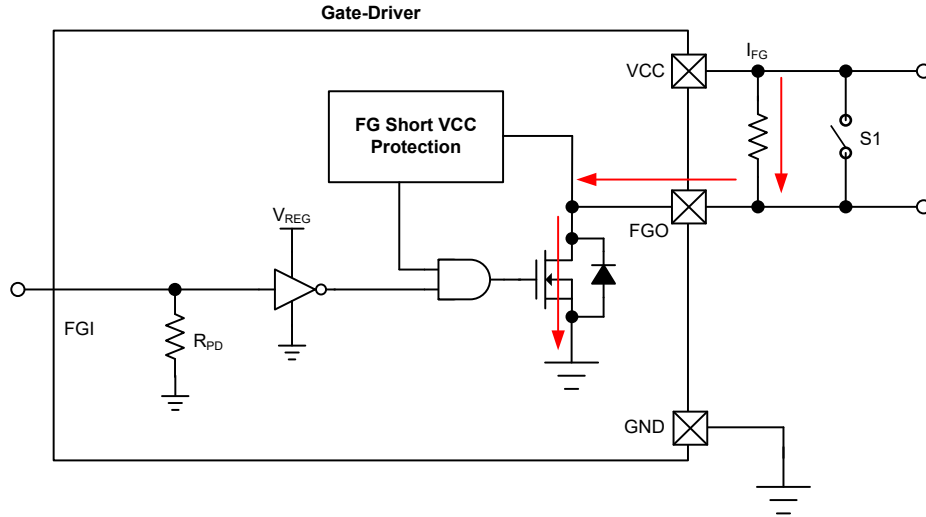 Gate-Driver
VCC
I_FG
FG Short VCC
Protection
S1
V_REG
FGO
FGI
R_PD
GND